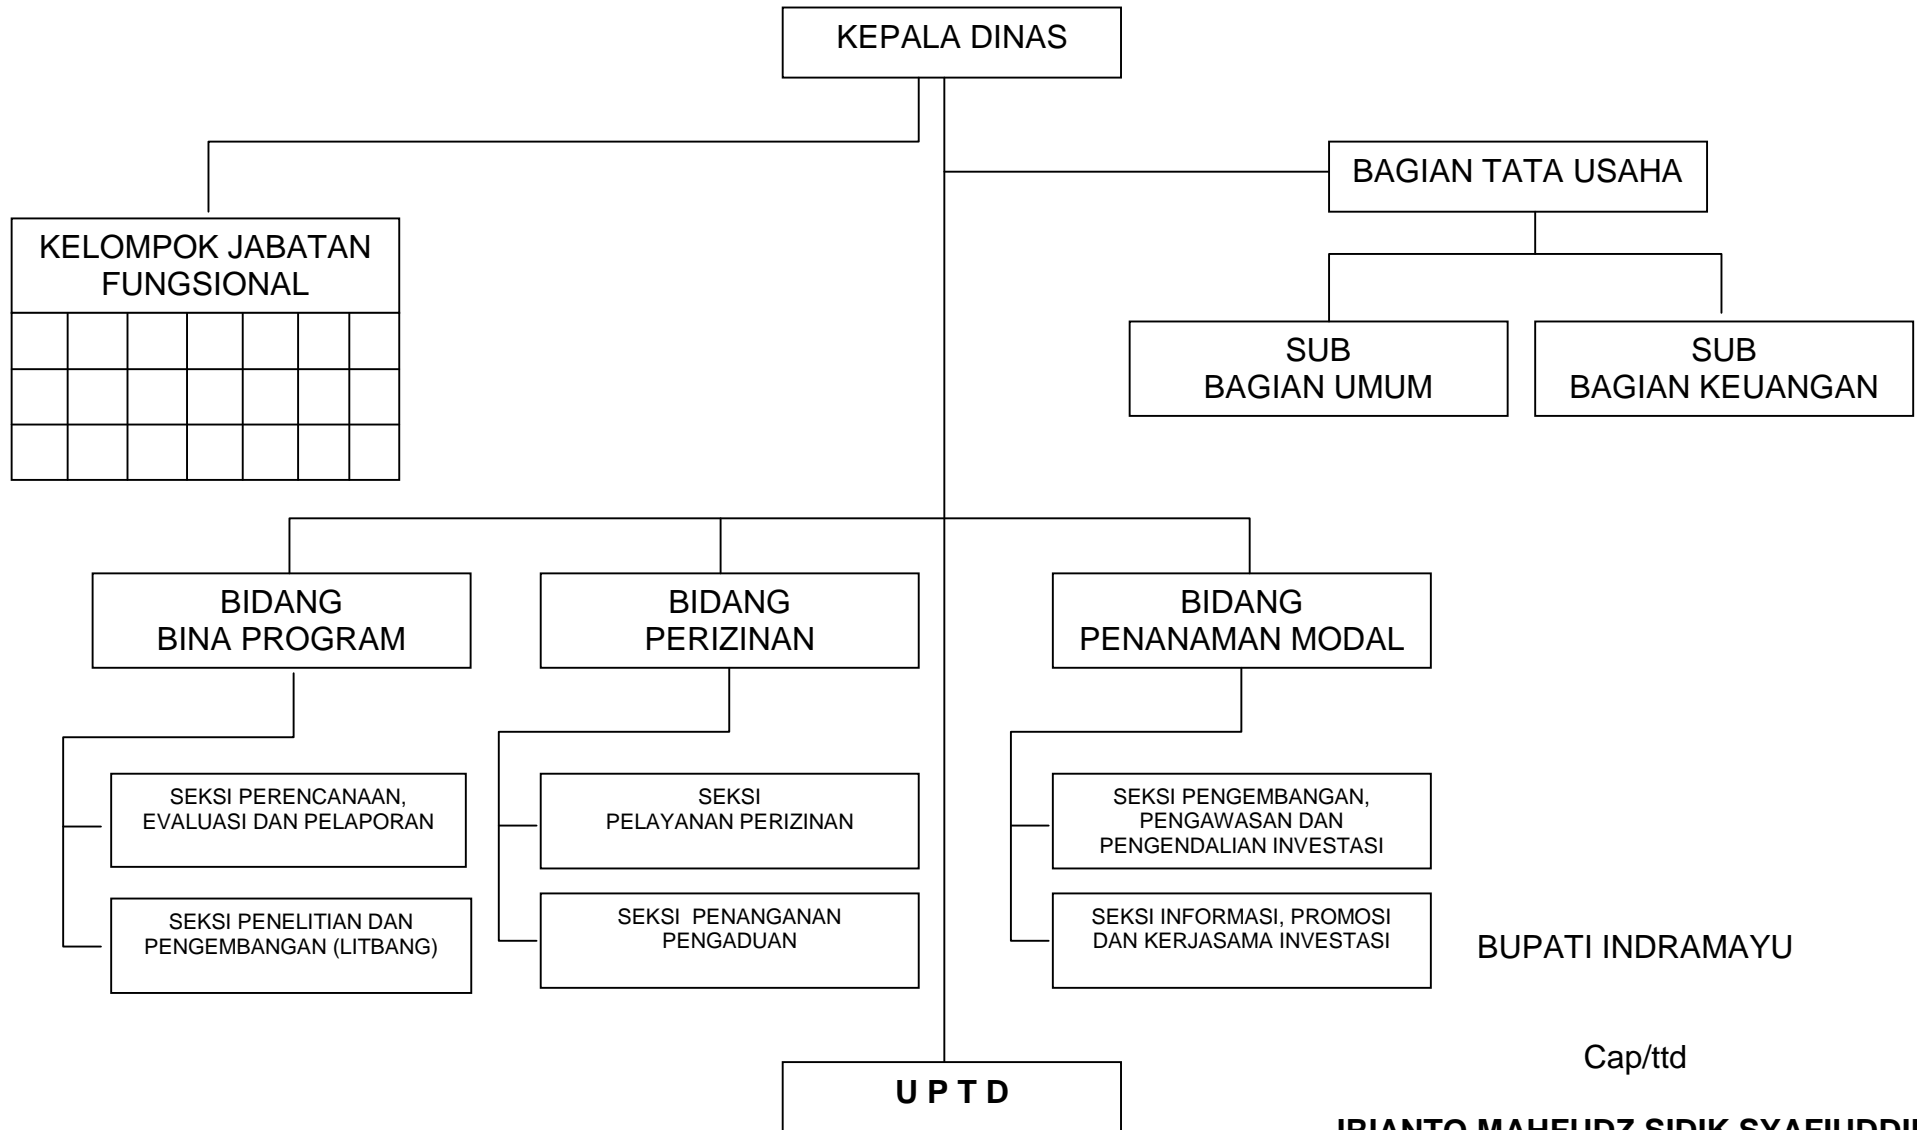 KEPALA DINAS
BAGIAN TATA USAHA
KELOMPOK JABATAN
FUNGSIONAL
SUB
BAGIAN UMUM
SUB
BAGIAN KEUANGAN
BIDANG
BINA PROGRAM
BIDANG
PERIZINAN
BIDANG
PENANAMAN MODAL
SEKSI PERENCANAAN,
EVALUASI DAN PELAPORAN
SEKSI
PELAYANAN PERIZINAN
SEKSI PENGEMBANGAN,
PENGAWASAN DAN
PENGENDALIAN INVESTASI
SEKSI PENELITIAN DAN
PENGEMBANGAN (LITBANG)
SEKSI PENANGANAN
PENGADUAN
SEKSI INFORMASI, PROMOSI
DAN KERJASAMA INVESTASI
BUPATI INDRAMAYU
Cap/ttd
U P T D
MAHFUDZ SIDIK